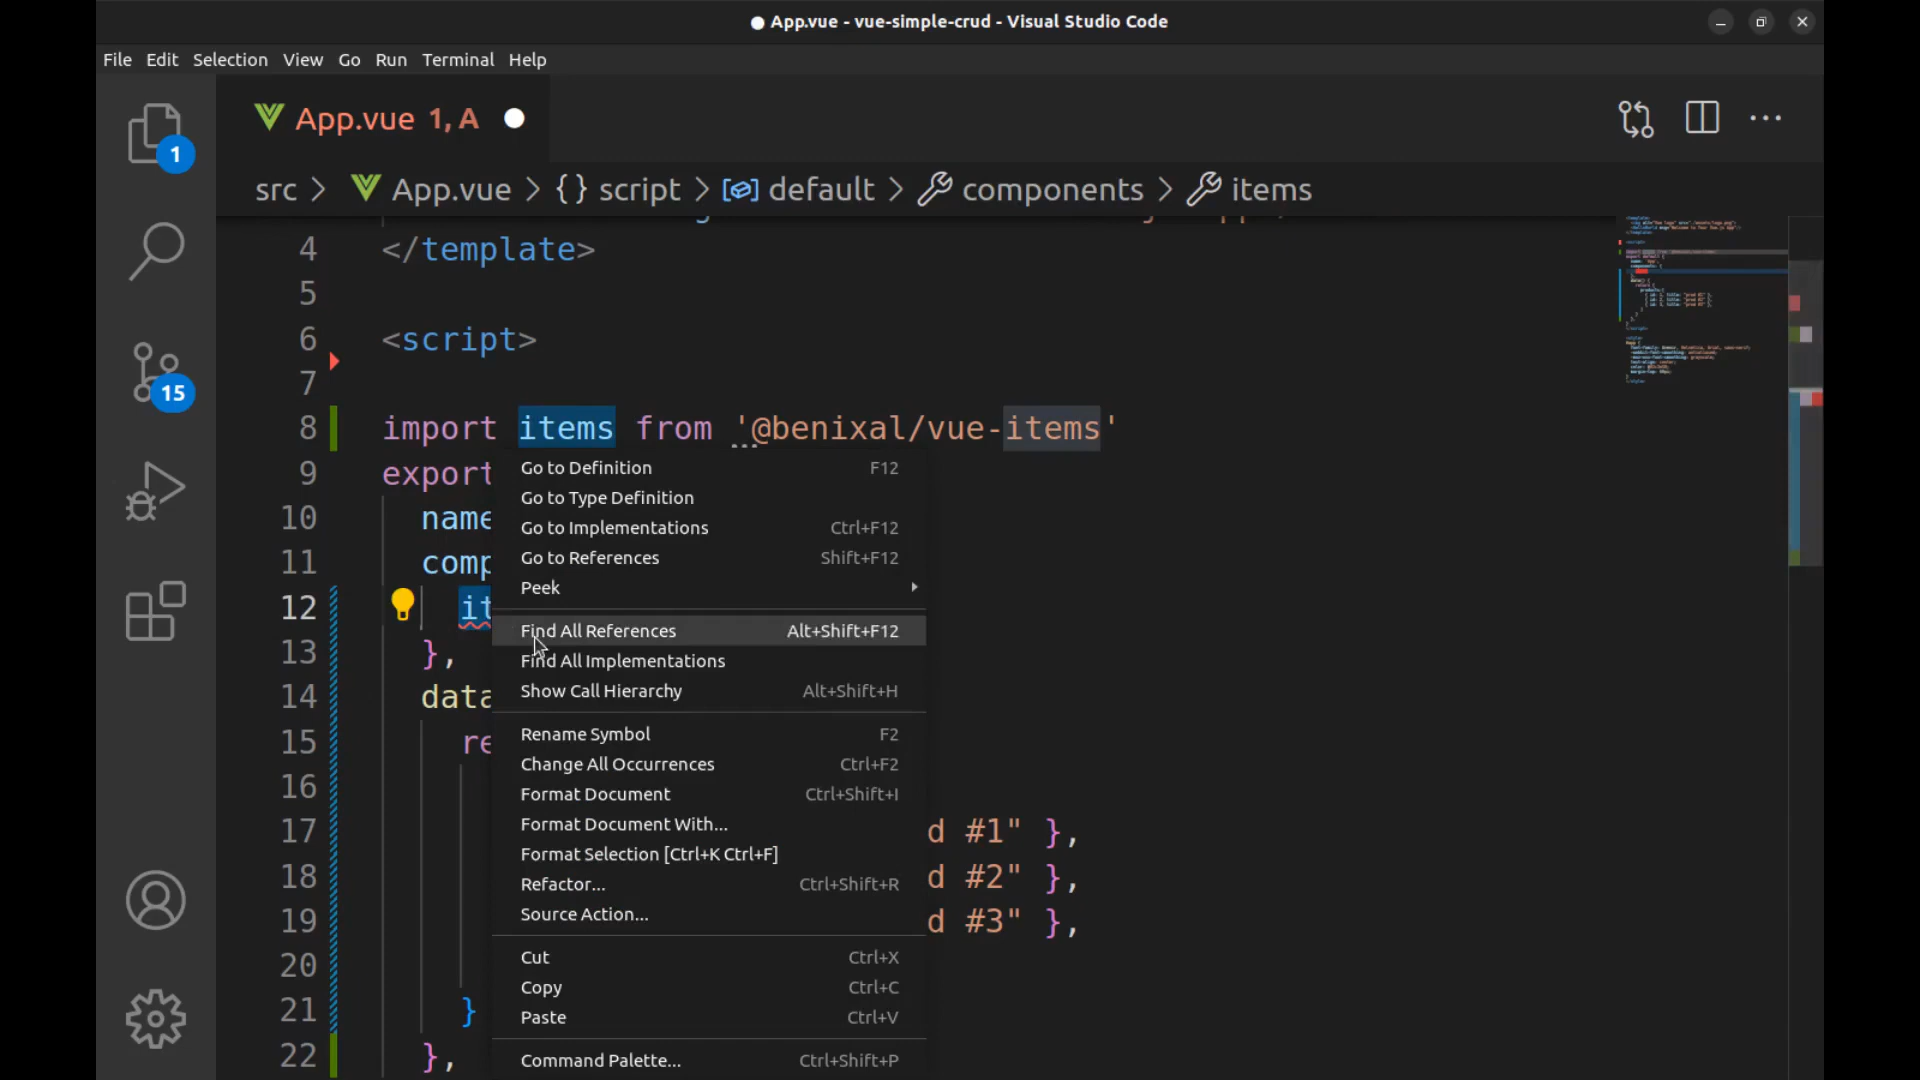 App.vue - vue-simple-crud - Visual Studio Code
File Edit Selection View Go Run Terminal Help
App.vue 1, A
1
src > App.vue > {} script > default > components > items
4 </template>
5
6 <script>
7
8 import items from '@benixal/vue-items'
9 export
10 name
11 comp
12 it
13 },
14 data
15 re
16
17 d #1" },
18 d #2" },
19 d #3" },
20
21 }
22 },
15
Go to Definition F12
Go to Type Definition
Go to Implementations Ctrl+F12
Go to References Shift+F12
Peek
Find All References Alt+Shift+F12
Find All Implementations
Show Call Hierarchy Alt+Shift+H
Rename Symbol F2
Change All Occurrences Ctrl+F2
Format Document Ctrl+Shift+I
Format Document With...
Format Selection [Ctrl+K Ctrl+F]
Refactor... Ctrl+Shift+R
Source Action...
Cut Ctrl+X
Copy Ctrl+C
Paste Ctrl+V
Command Palette... Ctrl+Shift+P